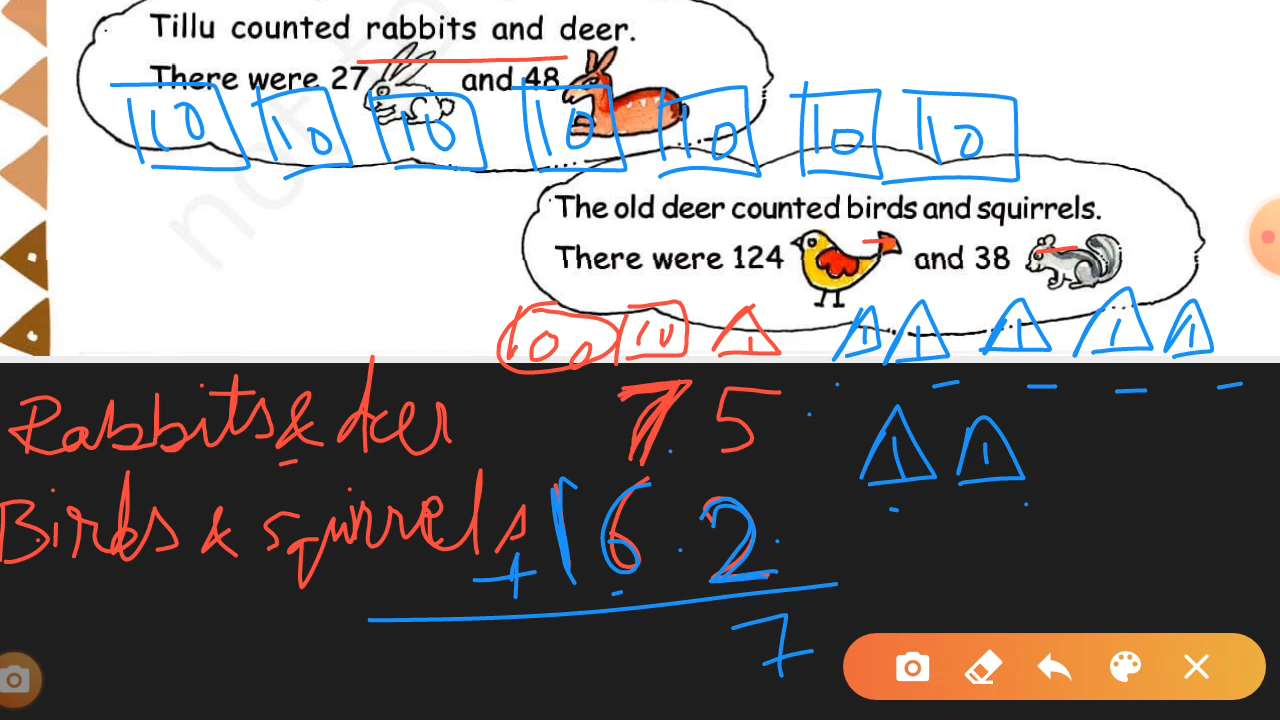 Tillu counted rabbits and deer.
There were 27 and 48
10 10 10 10 10 10 10
The old deer counted birds and squirrels.
There were 124 and 38
100 10 1 1 1 1 1 1
Rabbits & deer 75
1 1
Birds & squirrels + 162
7